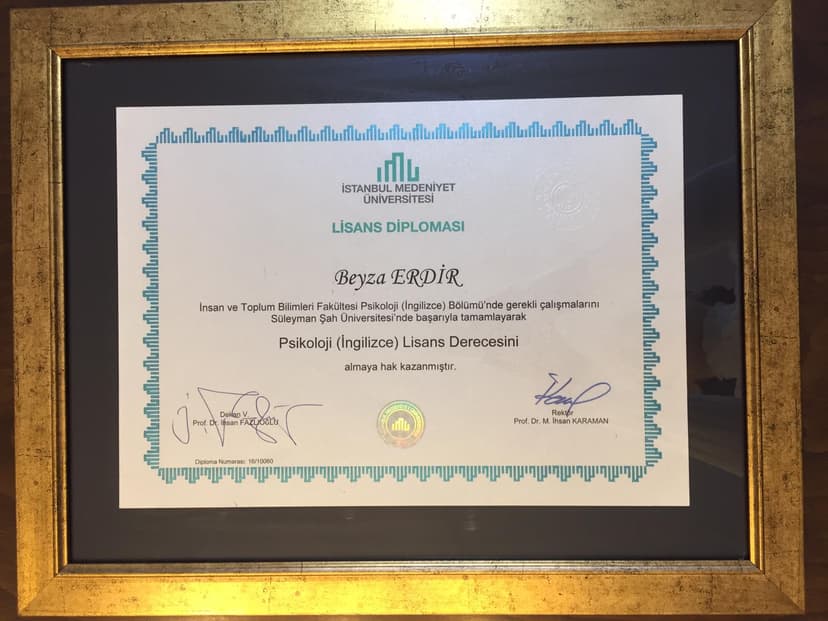 İSTANBUL MEDENİYET
ÜNİVERSİTESİ
LİSANS DİPLOMASI
Beyza ERDİR
İnsan ve Toplum Bilimleri Fakültesi Psikoloji (İngilizce) Bölümü'nde gerekli çalışmalarını
Süleyman Şah Üniversitesi'nde başarıyla tamamlayarak
Psikoloji (İngilizce) Lisans Derecesini
almaya hak kazanmıştır.
Dekan V.
Prof. Dr. İhsan FAZLIOĞLU
Rektör
Prof. Dr. M. İhsan KARAMAN
Diploma Numarası: 16/10060